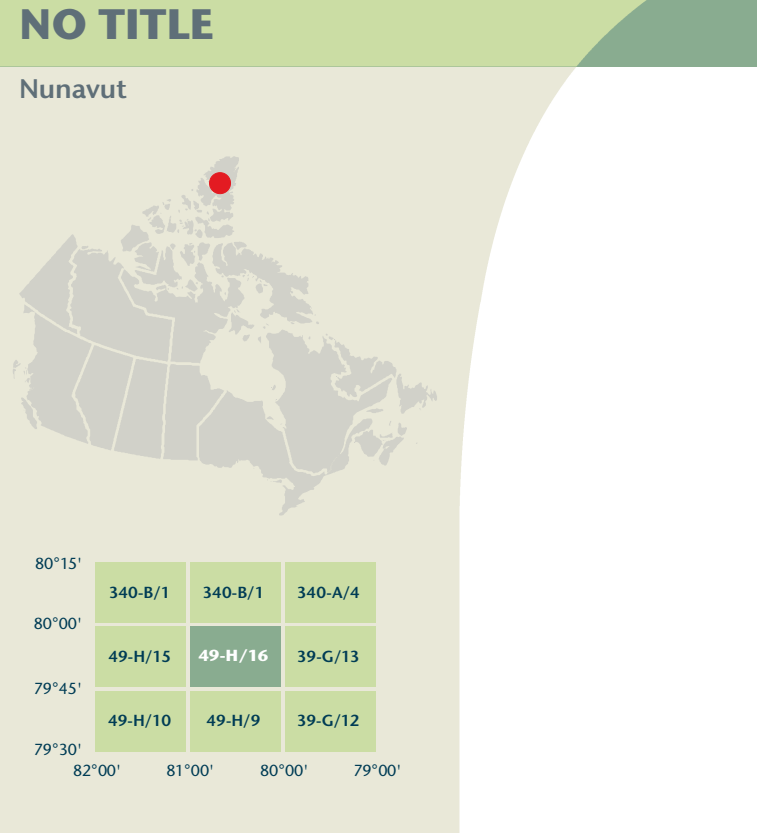 NO TITLE
Nunavut
80°15'
340-B/1 340-B/1 340-A/4
80°00'
49-H/15 49-H/16 39-G/13
79°45'
49-H/10 49-H/9 39-G/12
79°30'
82°00' 81°00' 80°00' 79°00'